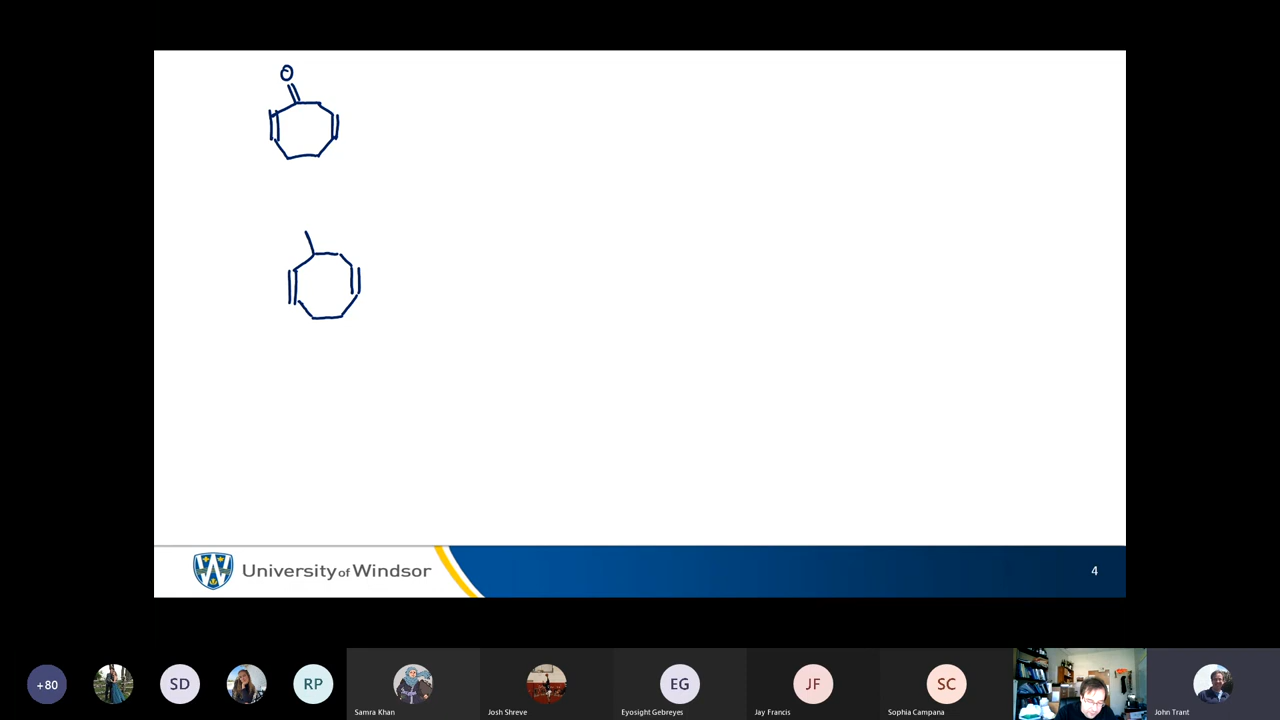 O
University of Windsor
4
+80
SD
RP
EG
JF
SC
Samra Khan
Josh Shreve
Eyosight Gebreyes
Jay Francis
Sophia Campana
John Trant